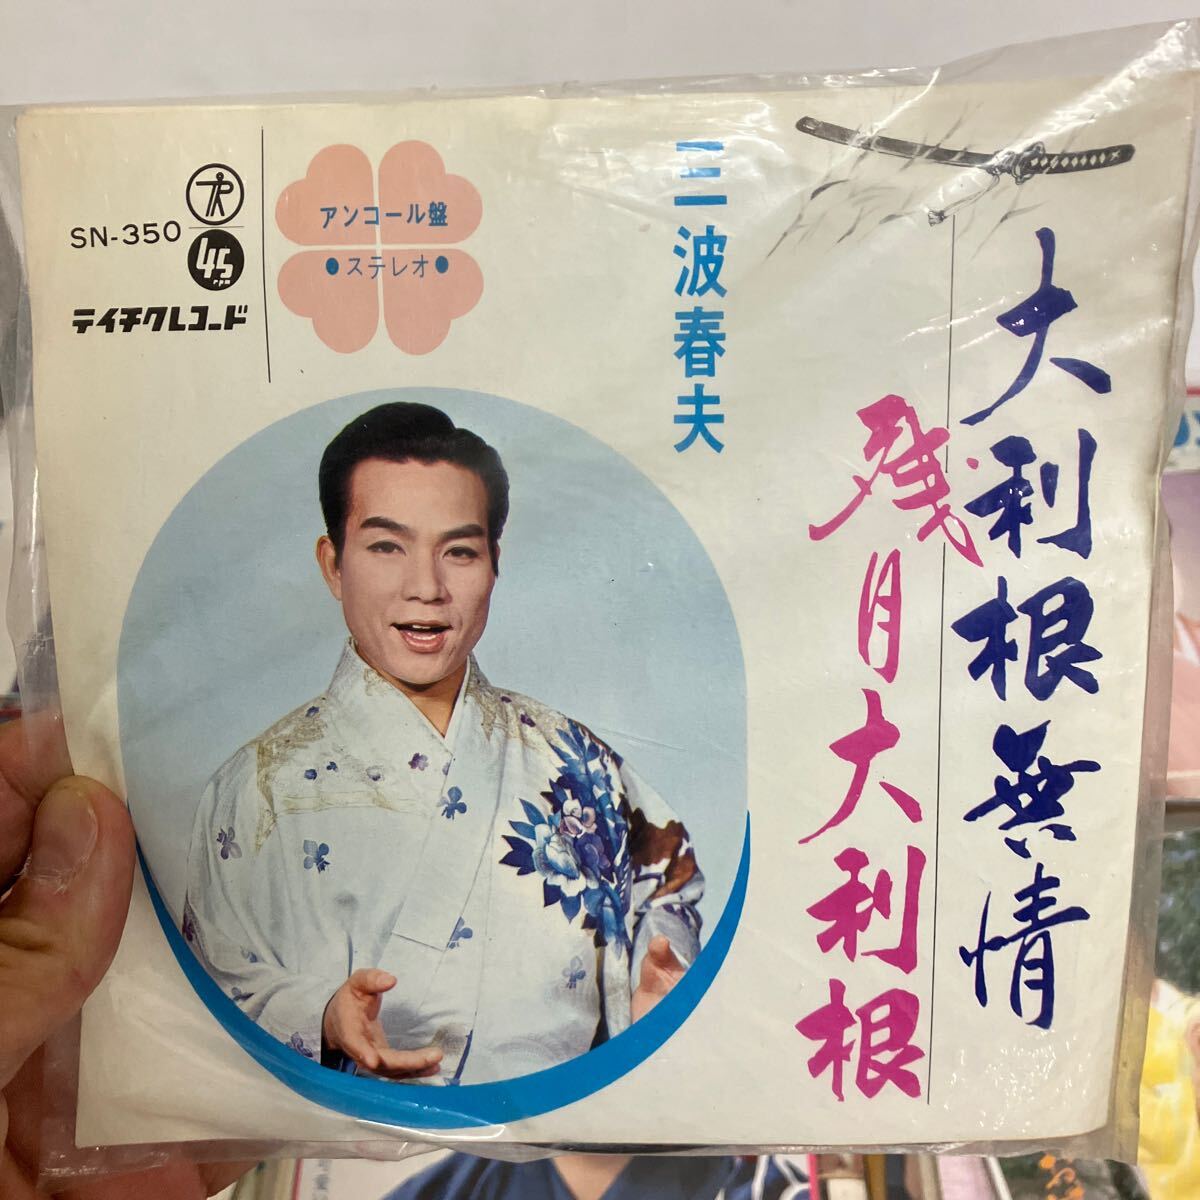 SN-350
45
rpm
テイチクレコード
アンコール盤
●ステレオ●
三波春夫
大利根無情
残月大利根